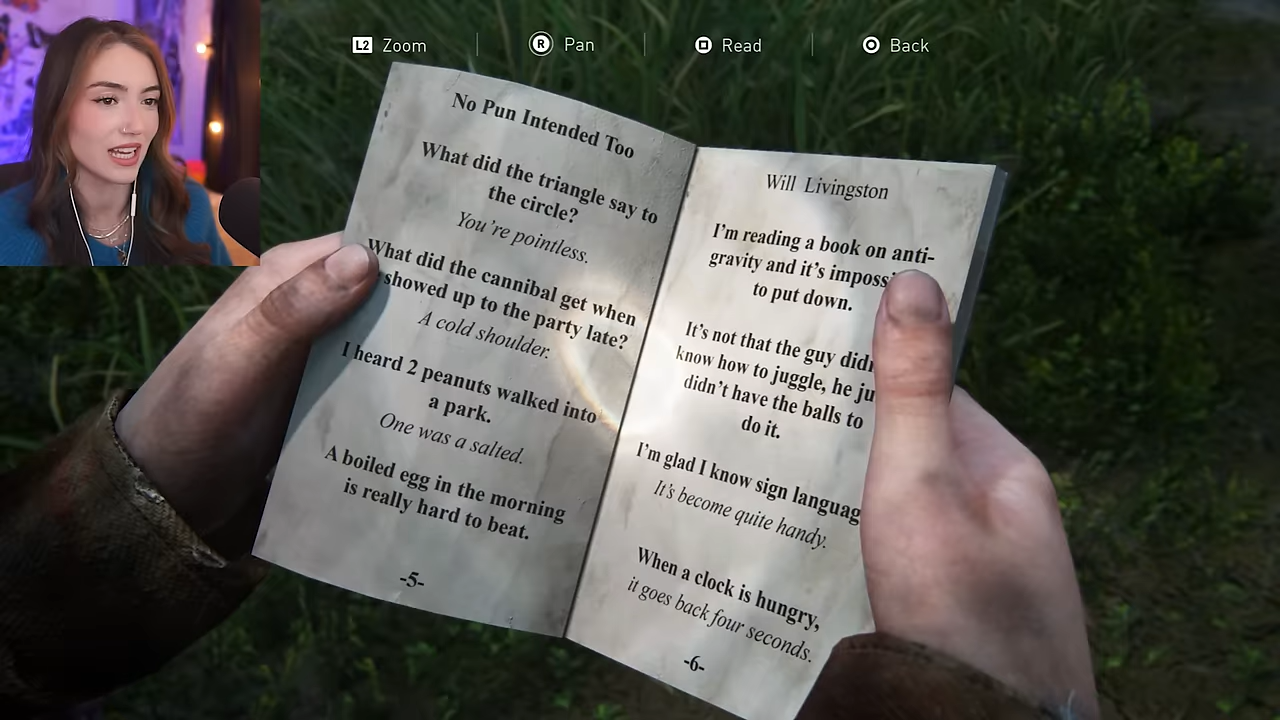 L2 Zoom R Pan Read Back
No Pun Intended Too
What did the triangle say to
the circle?
You're pointless.
What did the cannibal get when
showed up to the party late?
A cold shoulder.
I heard 2 peanuts walked into
a park.
One was a salted.
A boiled egg in the morning
is really hard to beat.
-5-
Will Livingston
I'm reading a book on anti-
gravity and it's
to put down.
It's not that the guy
know how to juggle, he
didn't have the balls to
do it.
I'm glad I know sign
It's become quite handy.
When a clock is hungry,
it goes back four seconds.
-6-